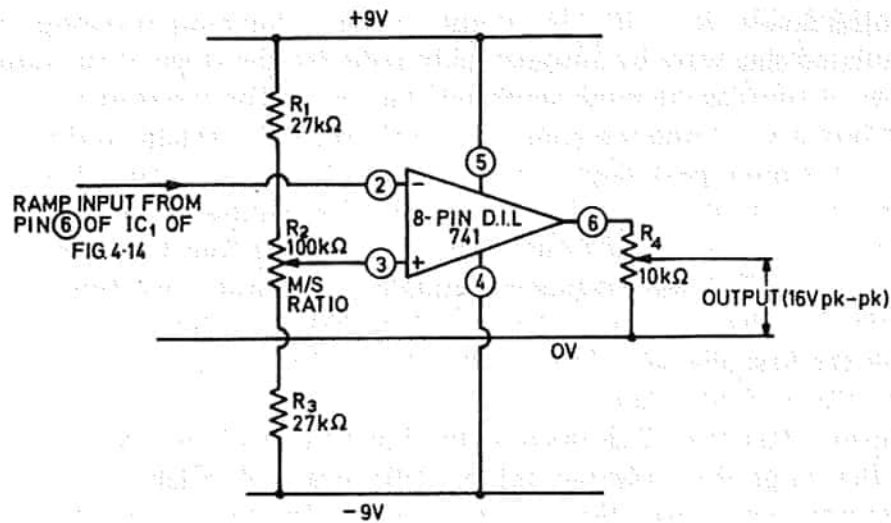 +9V
R1
27kΩ
5
2
-
RAMP INPUT FROM
PIN 6 OF IC1 OF
FIG. 4-14
8-PIN D.I.L
741
6
R2
100kΩ
3
+
M/S
RATIO
4
R4
10kΩ
OUTPUT (16V pk-pk)
0V
R3
27kΩ
-9V